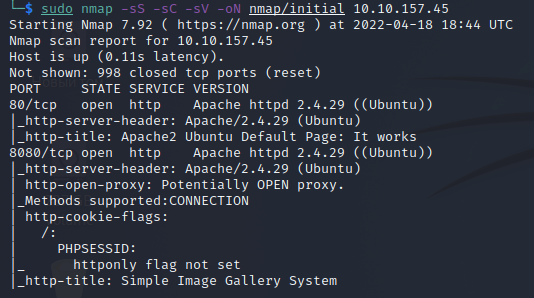 └─$ sudo nmap -sS -sC -sV -oN nmap/initial 10.10.157.45
Starting Nmap 7.92 ( https://nmap.org ) at 2022-04-18 18:44 UTC
Nmap scan report for 10.10.157.45
Host is up (0.11s latency).
Not shown: 998 closed tcp ports (reset)
PORT     STATE SERVICE VERSION
80/tcp   open  http    Apache httpd 2.4.29 ((Ubuntu))
|_http-server-header: Apache/2.4.29 (Ubuntu)
|_http-title: Apache2 Ubuntu Default Page: It works
8080/tcp open  http    Apache httpd 2.4.29 ((Ubuntu))
|_http-server-header: Apache/2.4.29 (Ubuntu)
| http-open-proxy: Potentially OPEN proxy.
|_Methods supported:CONNECTION
| http-cookie-flags:
|   /:
|     PHPSESSID:
|_      httponly flag not set
|_http-title: Simple Image Gallery System